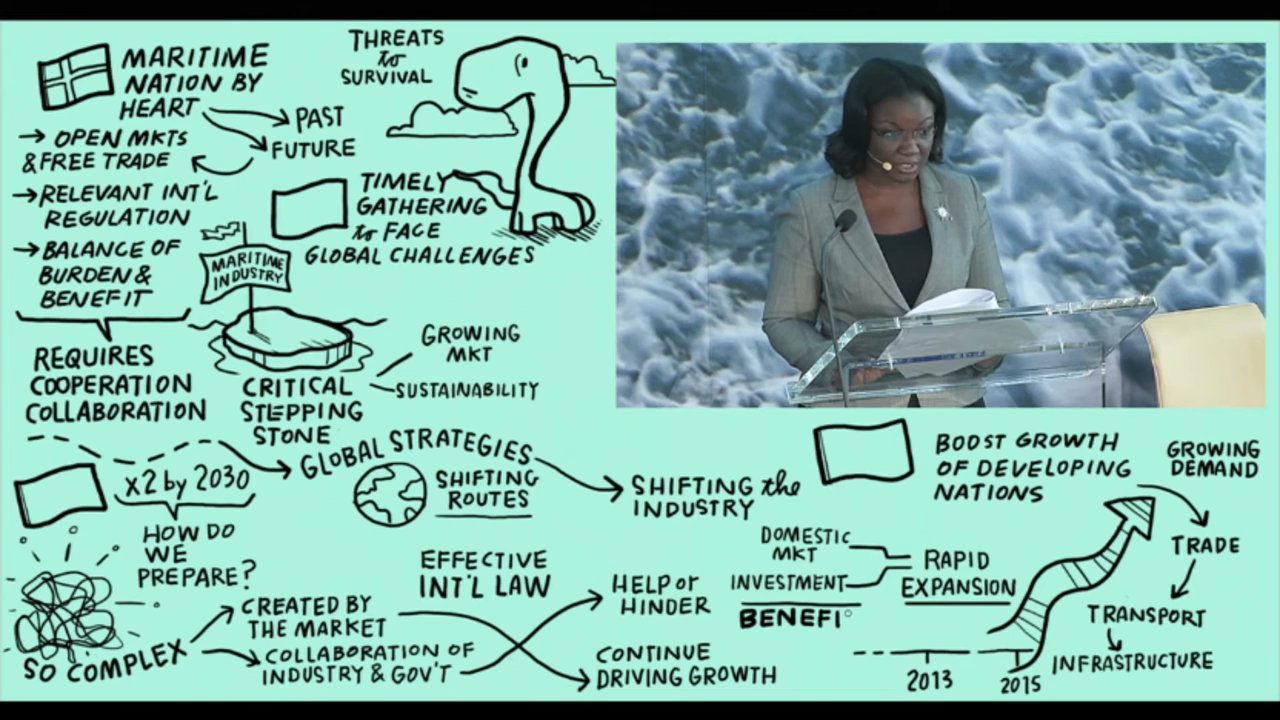 MARITIME
NATION BY
HEART
→ OPEN MKTS
& FREE TRADE
→ RELEVANT INT'L
REGULATION
→ BALANCE OF
BURDEN &
BENEFIT
REQUIRES
COOPERATION
COLLABORATION
PAST
FUTURE
THREATS
to
SURVIVAL
TIMELY
GATHERING
to FACE
GLOBAL CHALLENGES
MARITIME
INDUSTRY
CRITICAL
STEPPING
STONE
GROWING
MKT
SUSTAINABILITY
x2 by 2030
HOW DO
WE
PREPARE?
GLOBAL STRATEGIES
SHIFTING
ROUTES
SHIFTING the
INDUSTRY
SO COMPLEX
CREATED BY
THE MARKET
COLLABORATION OF
INDUSTRY & GOV'T
EFFECTIVE
INT'L LAW
HELP or
HINDER
CONTINUE
DRIVING GROWTH
BOOST GROWTH
OF DEVELOPING
NATIONS
DOMESTIC
MKT
INVESTMENT
BENEFI
RAPID
EXPANSION
2013
2015
GROWING
DEMAND
TRADE
TRANSPORT
INFRASTRUCTURE